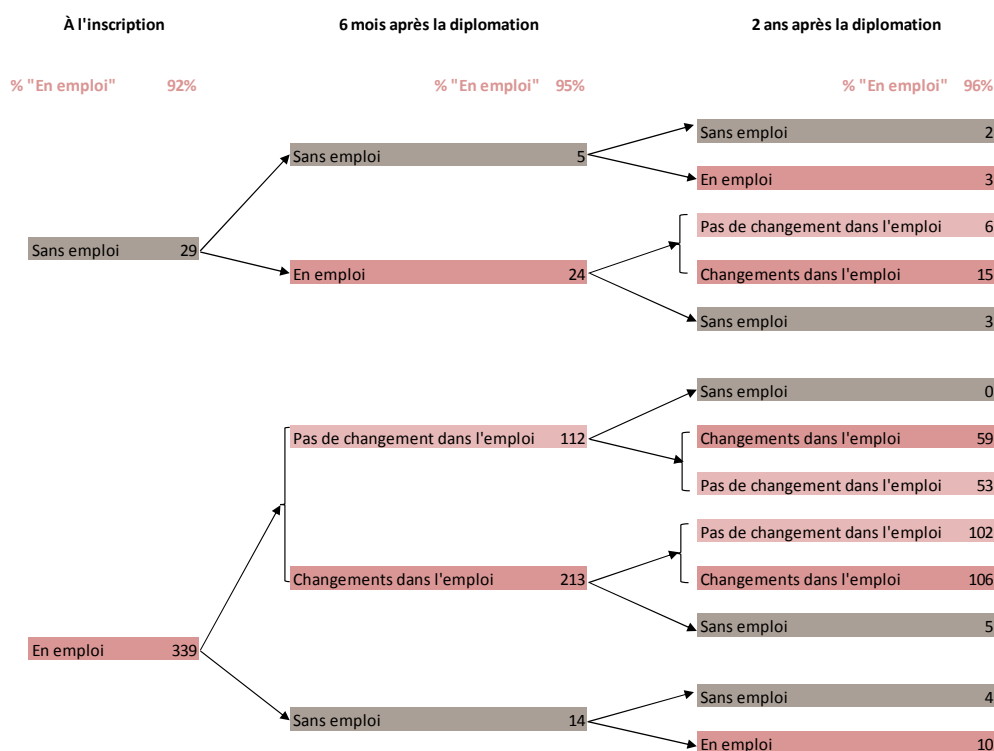 À l'inscription 6 mois après la diplomation 2 ans après la diplomation
% "En emploi" 92% % "En emploi" 95% % "En emploi" 96%
Sans emploi 2
Sans emploi 5
En emploi 3
Pas de changement dans l'emploi 6
Sans emploi 29
En emploi 24
Changements dans l'emploi 15
Sans emploi 3
Sans emploi 0
Pas de changement dans l'emploi 112
Changements dans l'emploi 59
Pas de changement dans l'emploi 53
Pas de changement dans l'emploi 102
Changements dans l'emploi 213
Changements dans l'emploi 106
Sans emploi 5
En emploi 339
Sans emploi 4
Sans emploi 14
En emploi 10